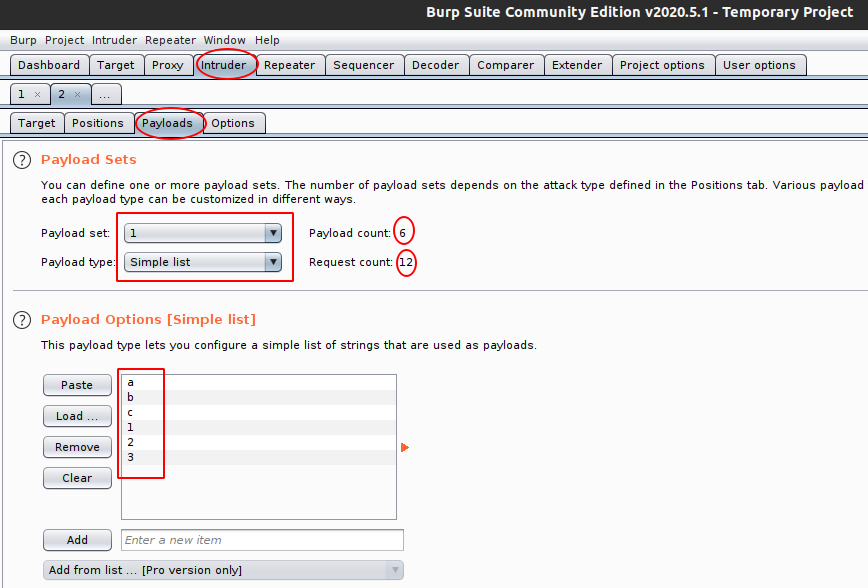 Burp Suite Community Edition v2020.5.1 - Temporary Project
Burp Project Intruder Repeater Window Help
Dashboard Target Proxy Intruder Repeater Sequencer Decoder Comparer Extender Project options User options
1 × 2 × ...
Target Positions Payloads Options
? Payload Sets
You can define one or more payload sets. The number of payload sets depends on the attack type defined in the Positions tab. Various payload
each payload type can be customized in different ways.
Payload set: 1 Payload count: 6
Payload type: Simple list Request count: 12
? Payload Options [Simple list]
This payload type lets you configure a simple list of strings that are used as payloads.
Paste
Load ...
Remove
Clear
a
b
c
1
2
3
Add Enter a new item
Add from list ... [Pro version only]